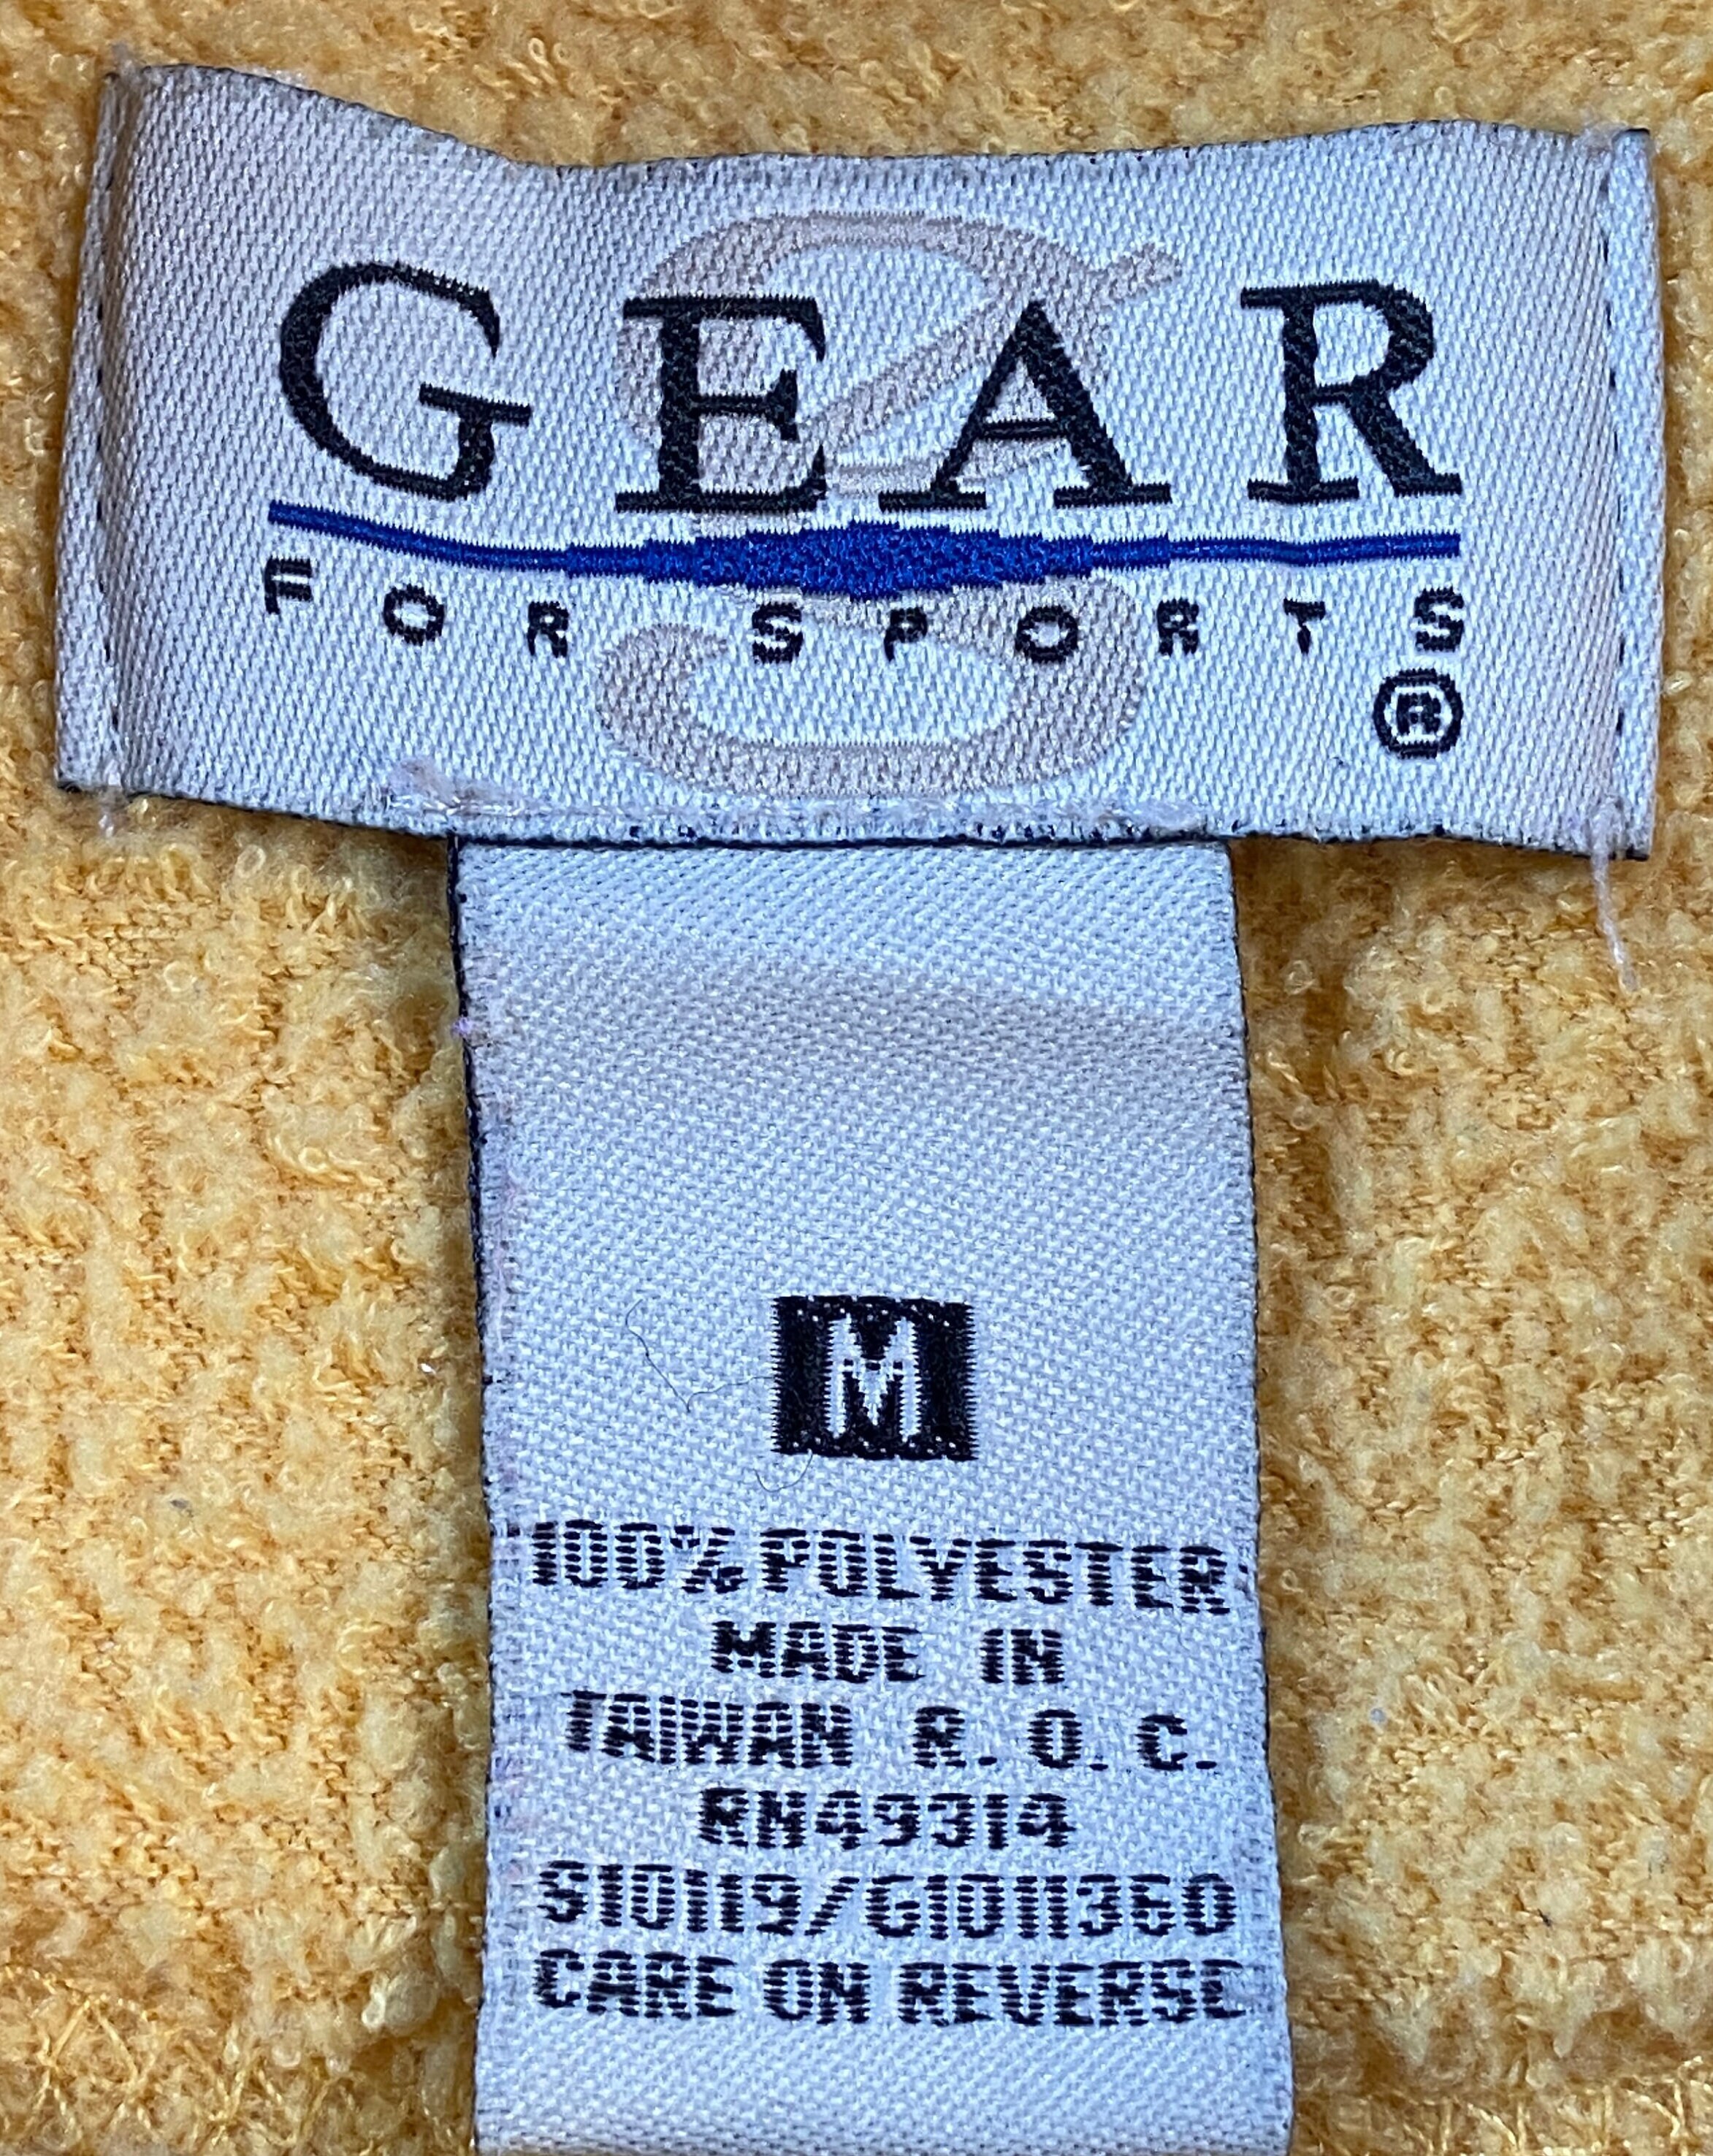 GEAR
FOR SPORTS
®
M
100% POLYESTER
MADE IN
TAIWAN R. O. C.
RN49314
S10119/G1011360
CARE ON REVERSE